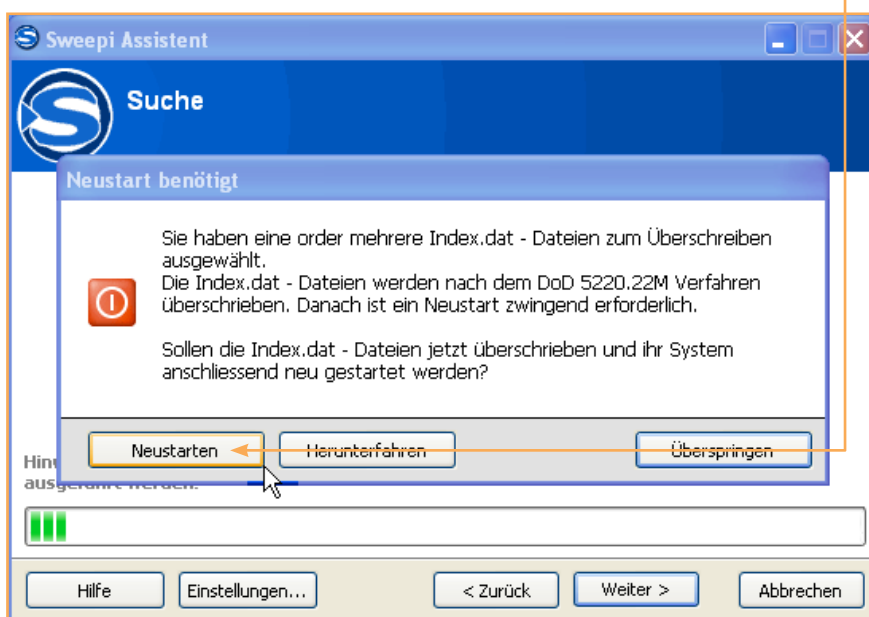 Sweepi Assistent
Suche
Neustart benötigt
Sie haben eine order mehrere Index.dat - Dateien zum Überschreiben
ausgewählt.
Die Index.dat - Dateien werden nach dem DoD 5220.22M Verfahren
überschrieben. Danach ist ein Neustart zwingend erforderlich.
Sollen die Index.dat - Dateien jetzt überschrieben und ihr System
anschliessend neu gestartet werden?
Neustarten
Herunterfahren
Überspringen
ausgeführt werden.
Hilfe
Einstellungen...
< Zurück
Weiter >
Abbrechen